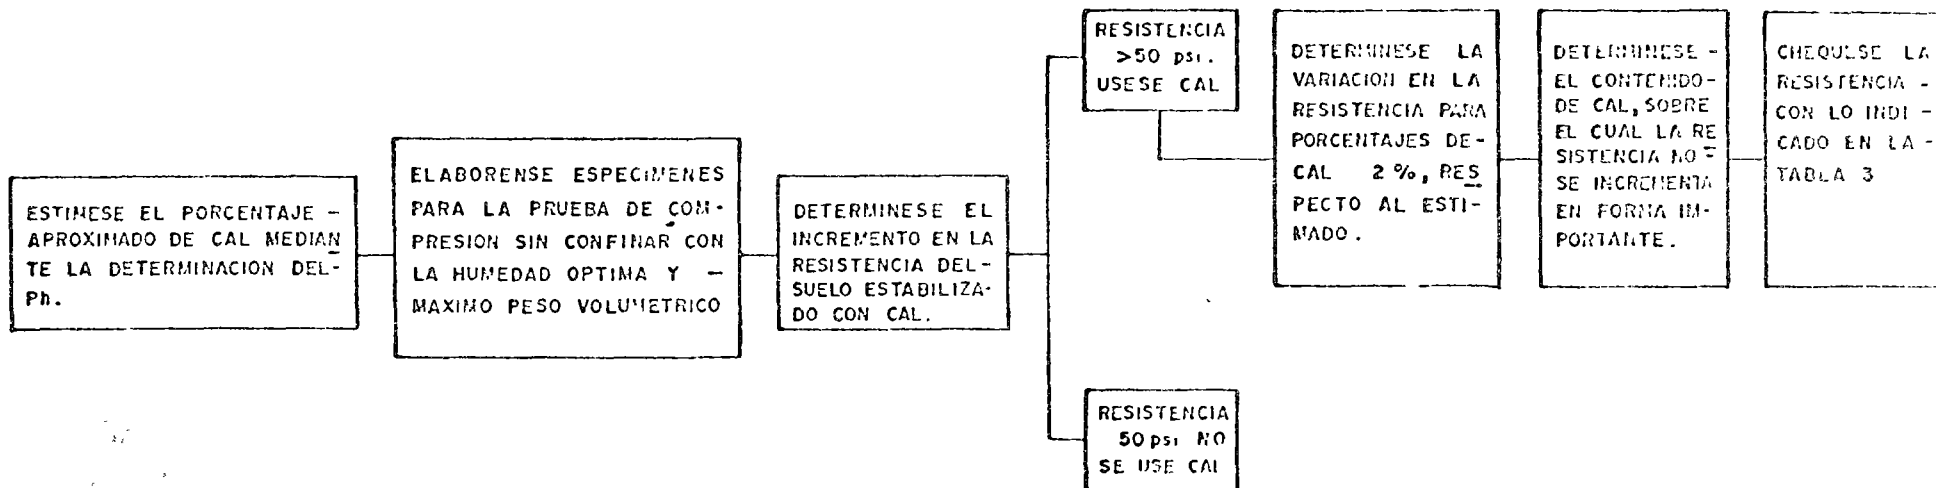 ESTIMESE EL PORCENTAJE -
APROXIMADO DE CAL MEDIAN
TE LA DETERMINACION DEL-
Ph.
ELABORENSE ESPECIMENES
PARA LA PRUEBA DE COM-
PRESION SIN CONFINAR CON
LA HUMEDAD OPTIMA Y -
MAXIMO PESO VOLUMETRICO
DETERMINESE EL
INCREMENTO EN LA
RESISTENCIA DEL-
SUELO ESTABILIZA-
DO CON CAL.
RESISTENCIA
>50 psi.
USESE CAL
RESISTENCIA
50 psi NO
SE USE CAL
DETERMINESE LA
VARIACION EN LA
RESISTENCIA PARA
PORCENTAJES DE-
CAL 2 %, RES
PECTO AL ESTI-
MADO.
DETERMINESE -
EL CONTENIDO-
DE CAL, SOBRE
EL CUAL LA RE
SISTENCIA NO-
SE INCREMENTA
EN FORMA IM-
PORTANTE.
CHEQUESE LA
RESISTENCIA -
CON LO INDI -
CADO EN LA -
TABLA 3